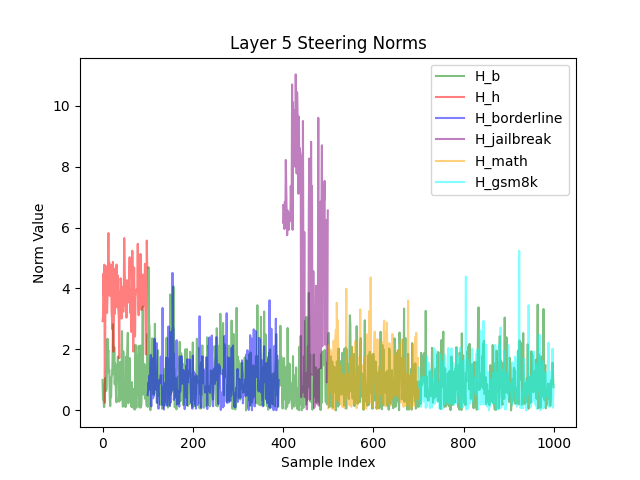 Layer 5 Steering Norms
H_b
H_h
H_borderline
H_jailbreak
H_math
H_gsm8k
Norm Value
10
8
6
4
2
0
0 200 400 600 800 1000
Sample Index